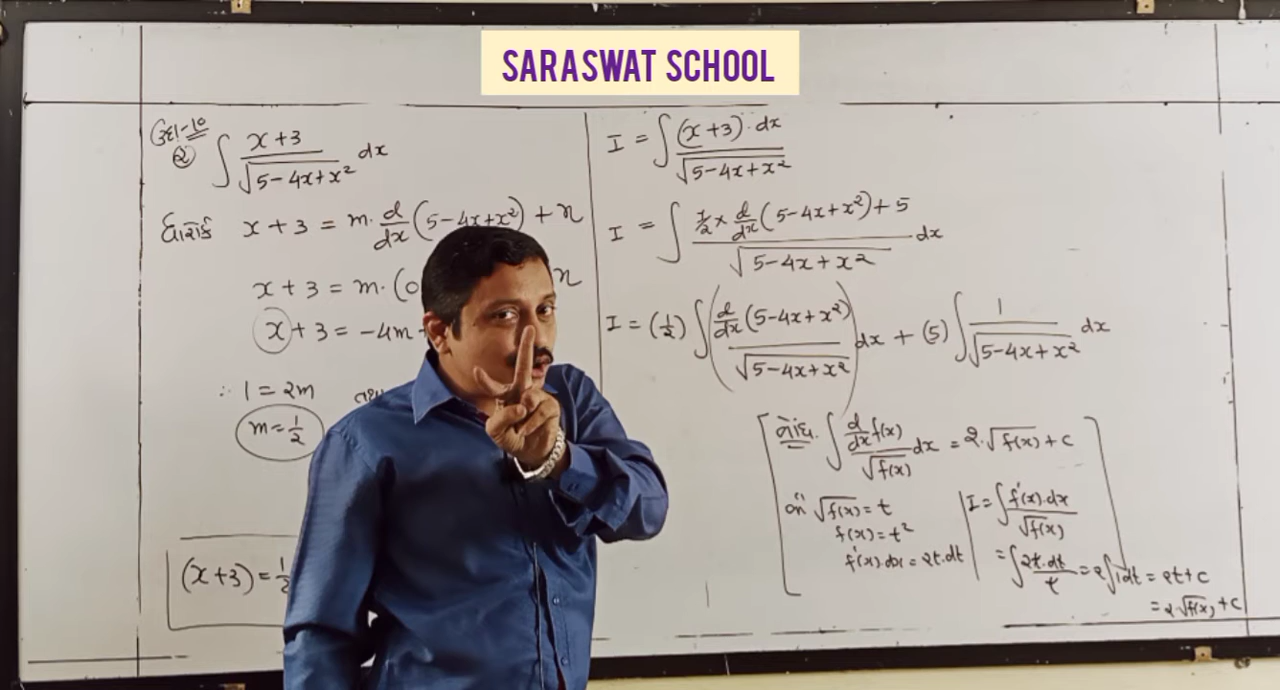 SARASWAT SCHOOL
ઉદા-૧૦
(૨) ∫ x+3 / √5-4x+x² dx
ધારોકે x+3 = m. d/dx (5-4x+x²) + n
x+3 = m. (0
x+3 = -4m
∴ 1 = 2m
m = 1/2
(x+3) = 1/2
I = ∫ (x+3).dx / √5-4x+x²
I = ∫ 1/2 × d/dx (5-4x+x²) + 5 / √5-4x+x² dx
I = (1/2) ∫ ( d/dx (5-4x+x²) / √5-4x+x² ) dx + (5) ∫ 1 / √5-4x+x² dx
[ નોંધ. ∫ d/dx f(x) / √f(x) dx = 2.√f(x) + c ]
√f(x) = t
f(x) = t²
f'(x).dx = 2t.dt
I = ∫ f'(x).dx / √f(x)
= ∫ 2t.dt / t = 2∫1dt = 2t+c
= 2√f(x) + c